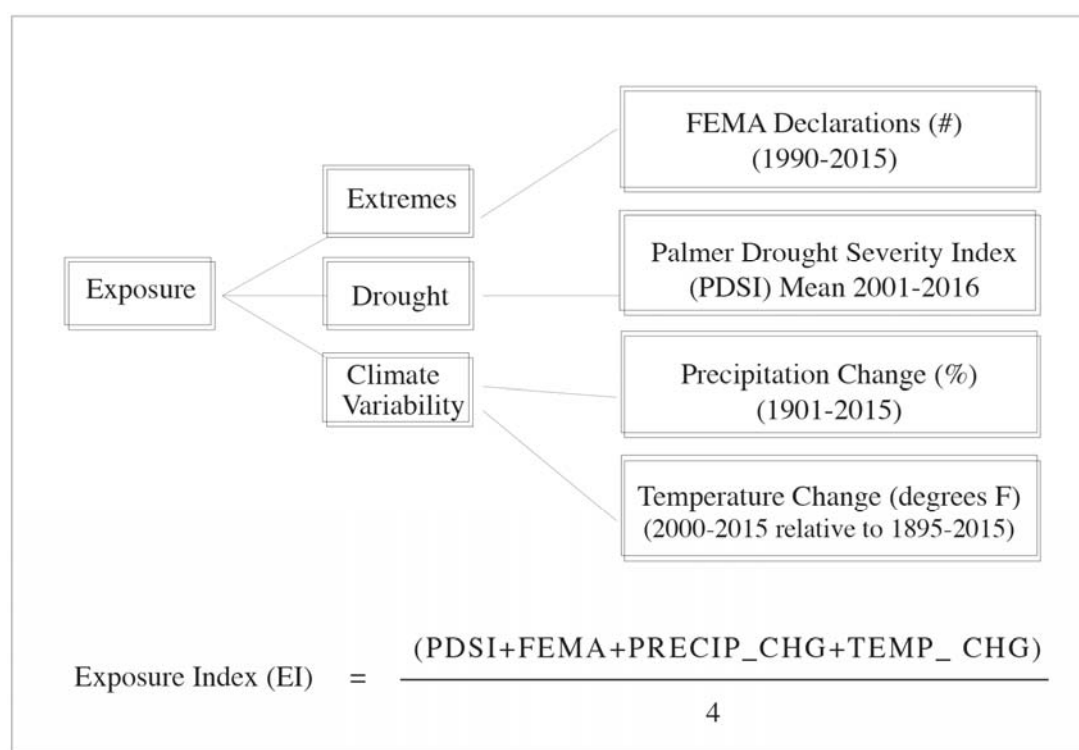 Exposure
Extremes
Drought
Climate
Variability
FEMA Declarations (#)
(1990-2015)
Palmer Drought Severity Index
(PDSI) Mean 2001-2016
Precipitation Change (%)
(1901-2015)
Temperature Change (degrees F)
(2000-2015 relative to 1895-2015)
Exposure Index (EI) = (PDSI+FEMA+PRECIP_CHG+TEMP_ CHG)
4